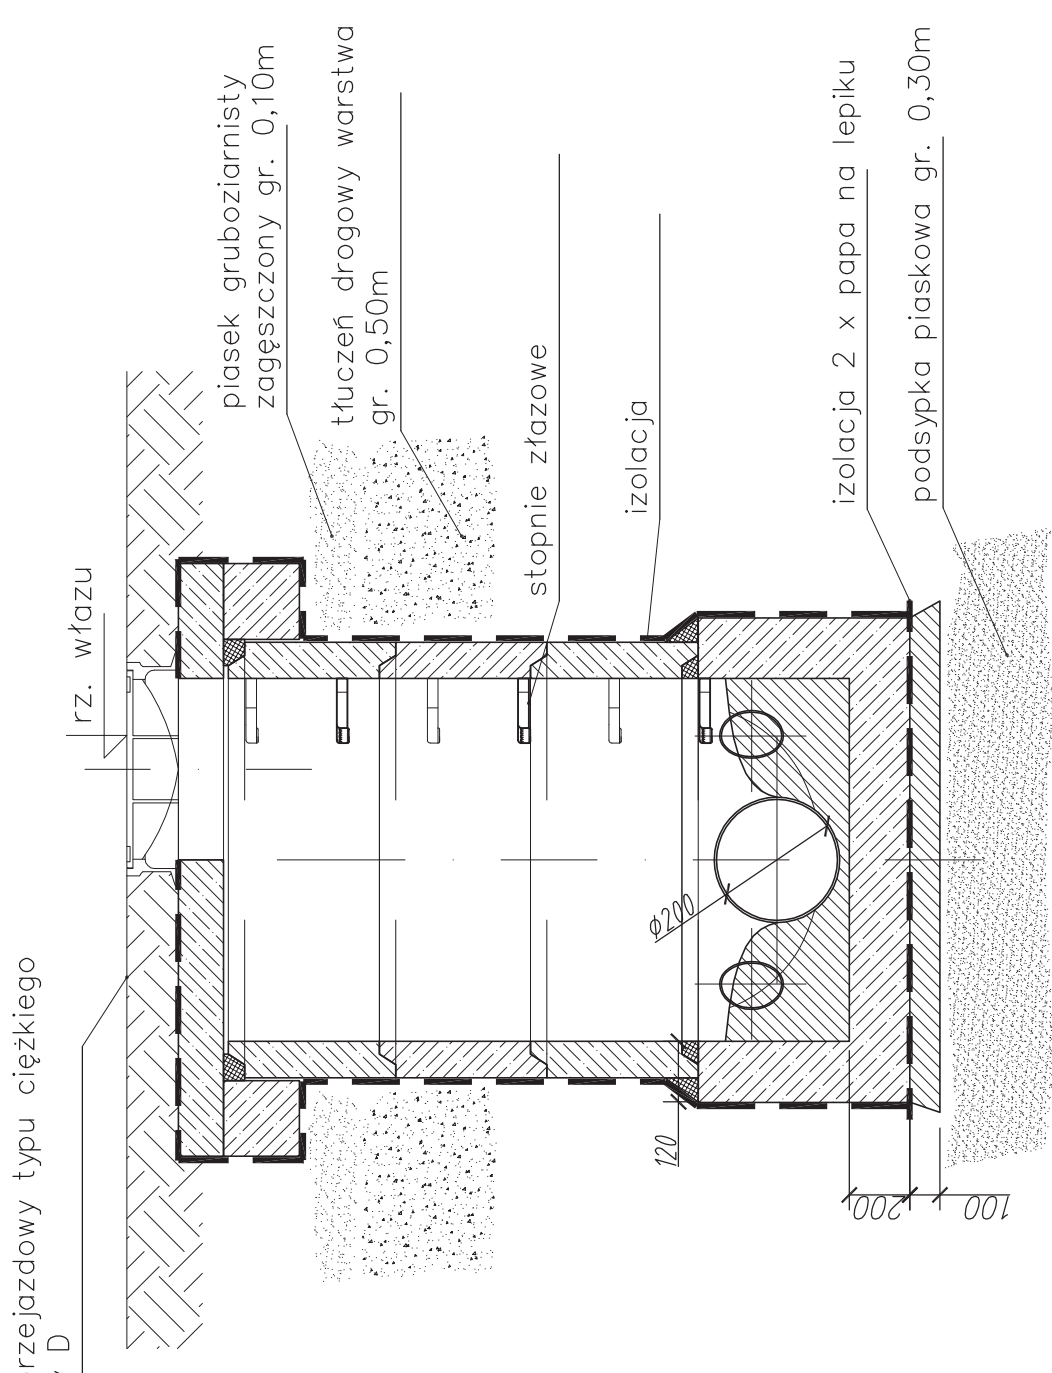 rzejazdowy typu ciężkiego
D
rz. włazu
piasek gruboziarnisty
zagęszczony gr. 0,10m
tłuczeń drogowy warstwa
gr. 0,50m
stopnie złazowe
izolacja
izolacja 2 x papa na lepiku
podsypka piaskowa gr. 0,30m
ϕ200
120
200
100